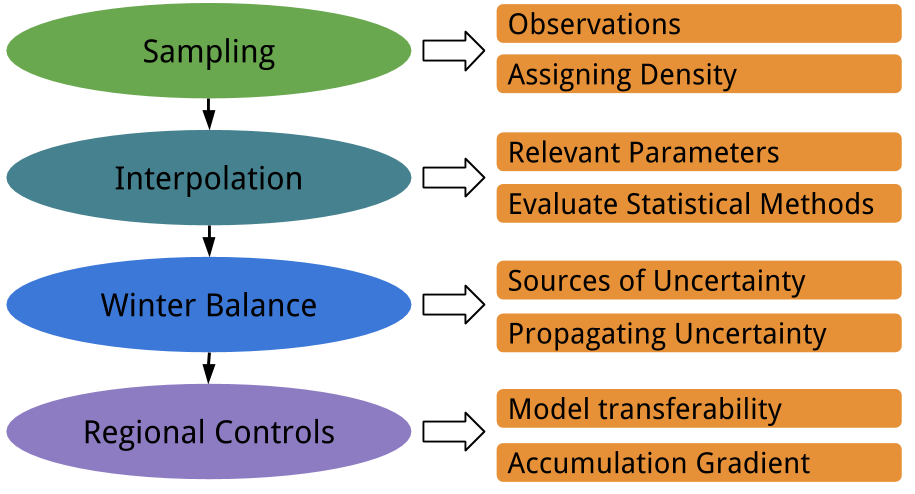 Sampling
Observations
Assigning Density
Interpolation
Relevant Parameters
Evaluate Statistical Methods
Winter Balance
Sources of Uncertainty
Propagating Uncertainty
Regional Controls
Model transferability
Accumulation Gradient